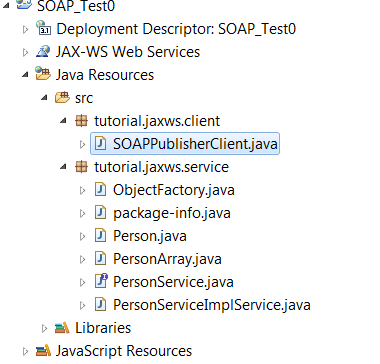 SOAP_Test0
Deployment Descriptor: SOAP_Test0
JAX-WS Web Services
Java Resources
src
tutorial.jaxws.client
SOAPPublisherClient.java
tutorial.jaxws.service
ObjectFactory.java
package-info.java
Person.java
PersonArray.java
PersonService.java
PersonServiceImplService.java
Libraries
JavaScript Resources